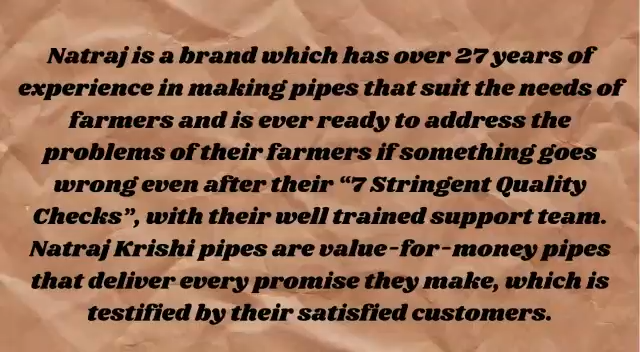 Natraj is a brand which has over 27 years of
experience in making pipes that suit the needs of
farmers and is ever ready to address the
problems of their farmers if something goes
wrong even after their “7 Stringent Quality
Checks”, with their well trained support team.
Natraj Krishi pipes are value-for-money pipes
that deliver every promise they make, which is
testified by their satisfied customers.